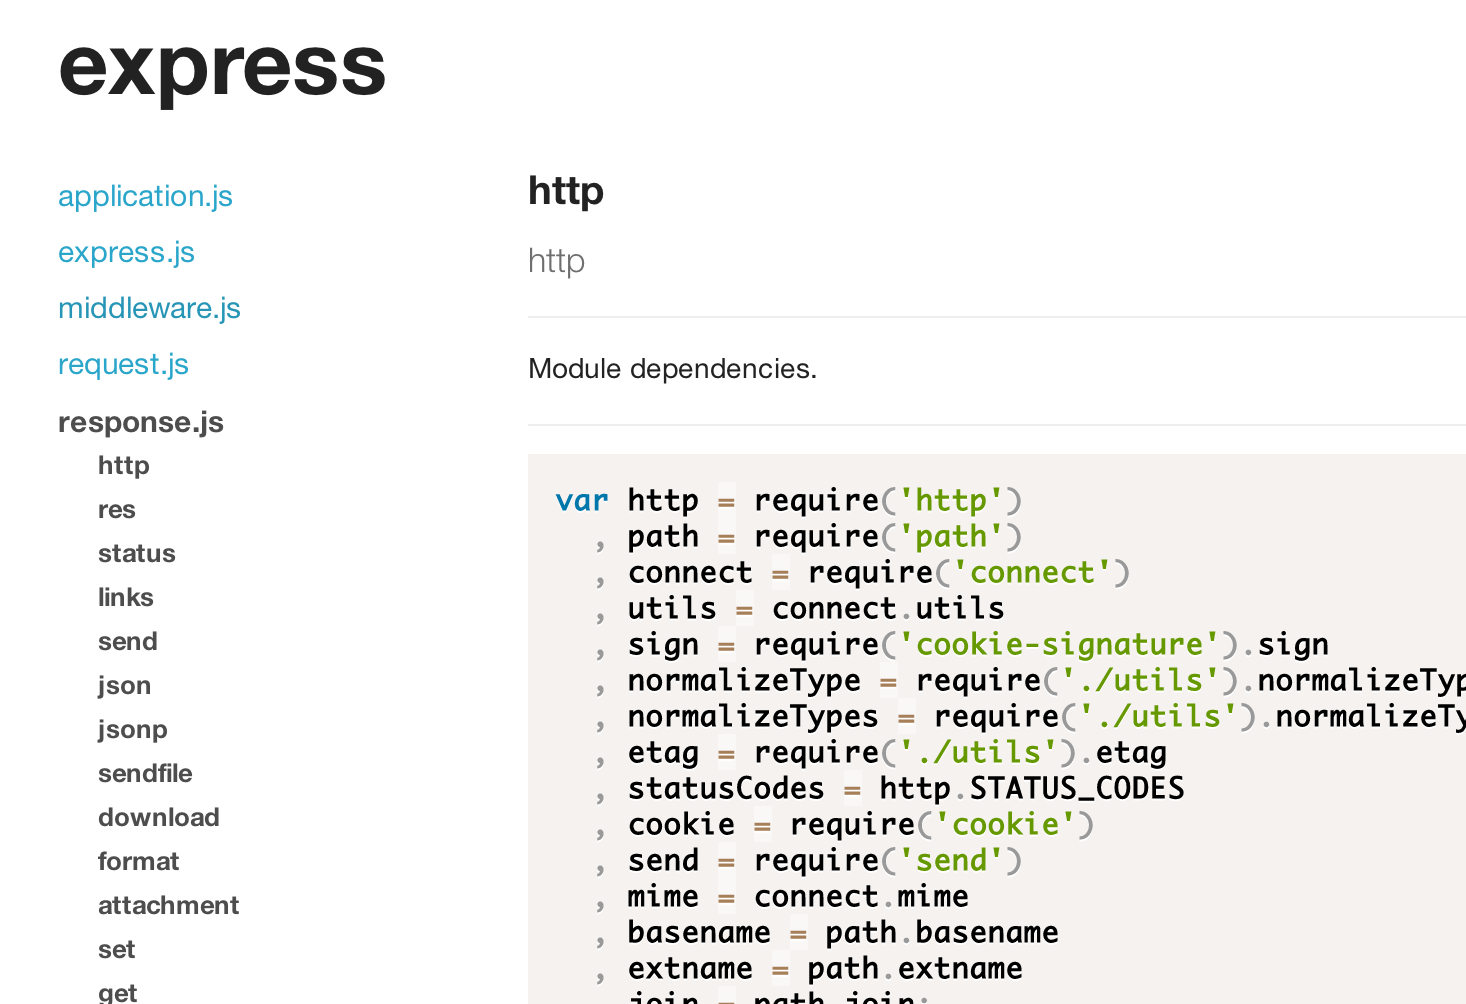 express
application.js
express.js
middleware.js
request.js
response.js
http
res
status
links
send
json
jsonp
sendfile
download
format
attachment
set
get
http
http
Module dependencies.
var http = require('http')
, path = require('path')
, connect = require('connect')
, utils = connect.utils
, sign = require('cookie-signature').sign
, normalizeType = require('./utils').normalizeTyp
, normalizeTypes = require('./utils').normalizeTy
, etag = require('./utils').etag
, statusCodes = http.STATUS_CODES
, cookie = require('cookie')
, send = require('send')
, mime = connect.mime
, basename = path.basename
, extname = path.extname
join = path.join;